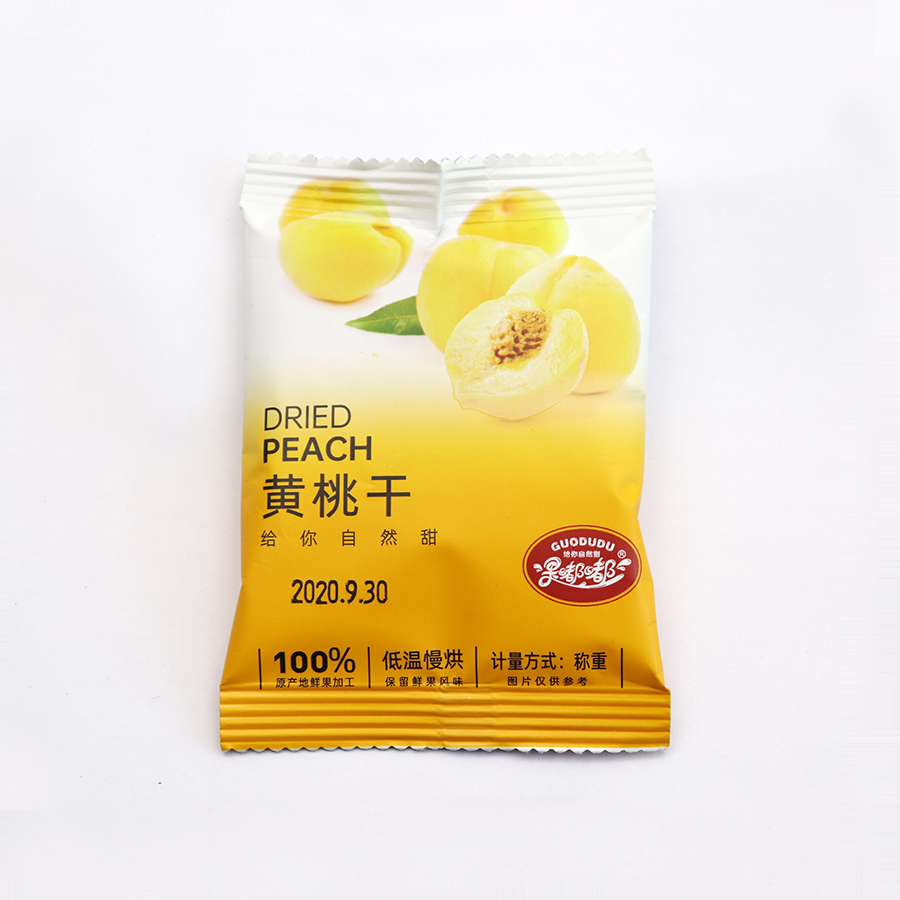 DRIED
PEACH
黄桃干
给你自然甜
GUODUDU
给你自然甜
果嘟嘟®
2020.9.30
100%
原产地鲜果加工
低温慢烘
保留鲜果风味
计量方式：称重
图片仅供参考